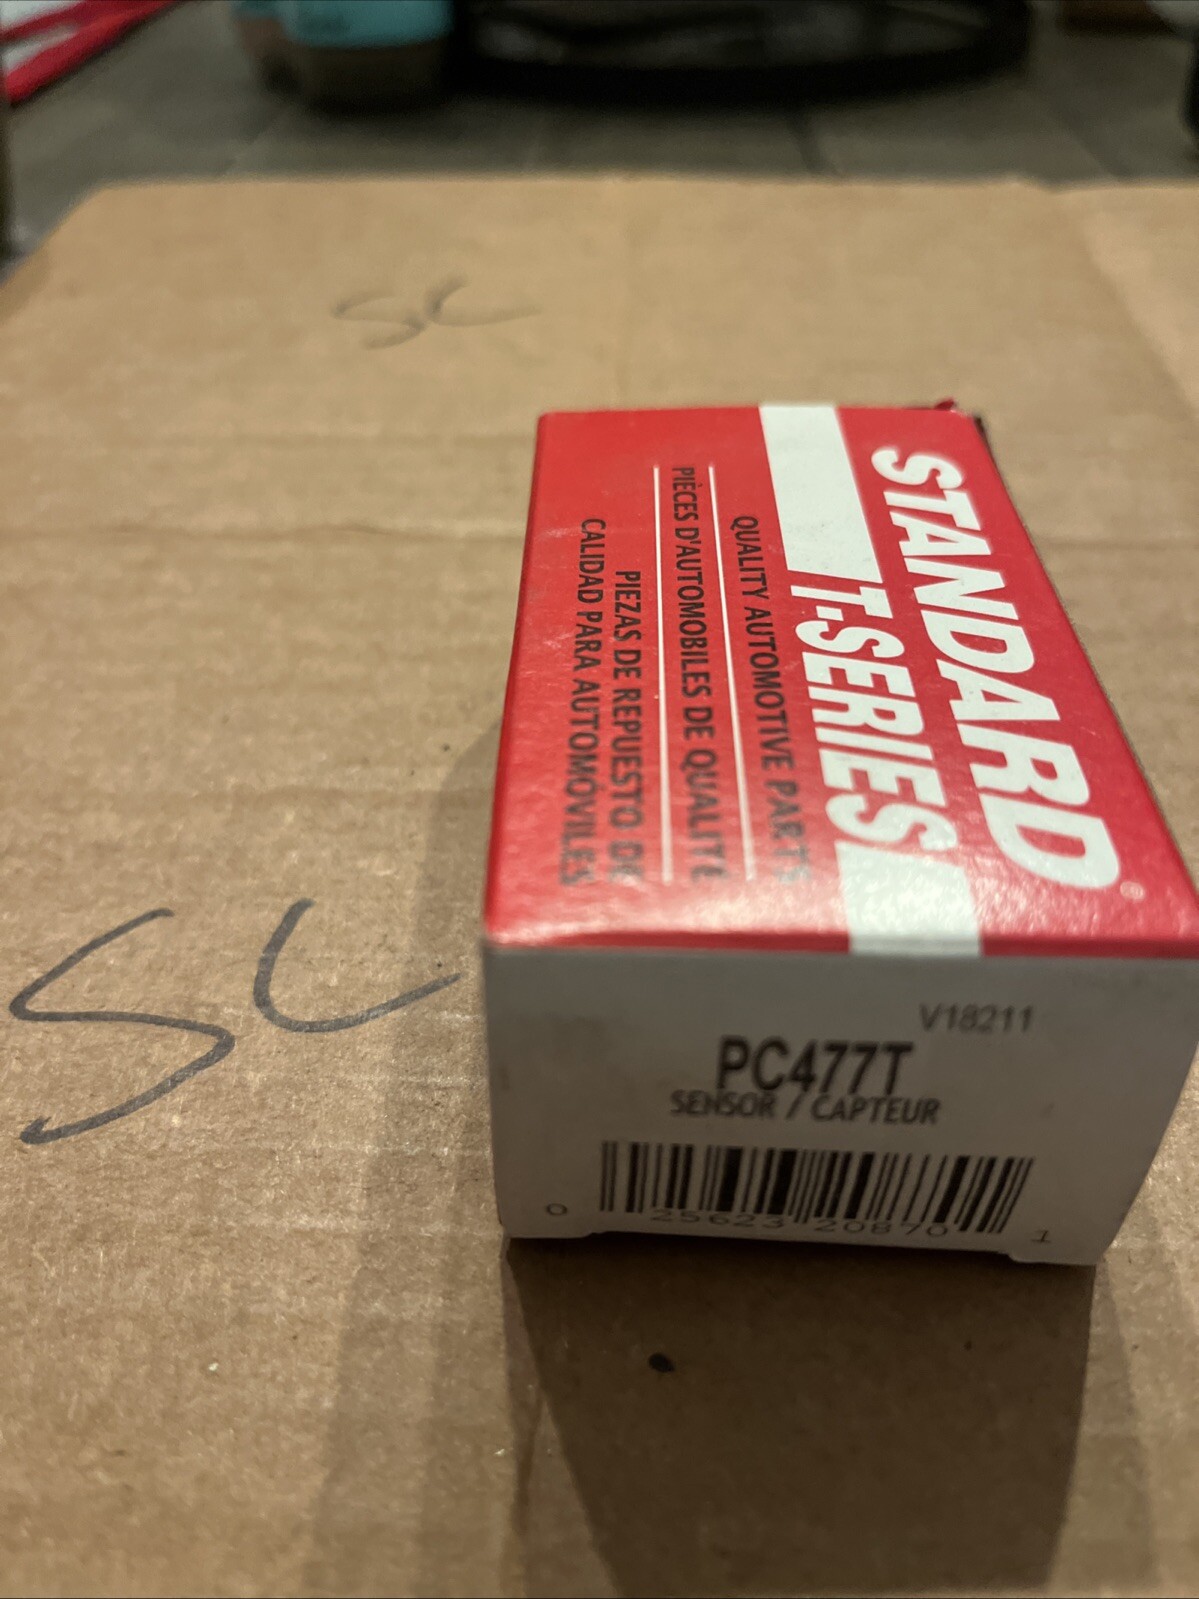 SC
STANDARD®
T-SERIES
QUALITY AUTOMOTIVE PARTS
PIÈCES D'AUTOMOBILES DE QUALITÉ
PIEZAS DE REPUESTO DE
CALIDAD PARA AUTOMÓVILES
SC
V18211
PC477T
SENSOR / CAPTEUR
0 25623 20870 1